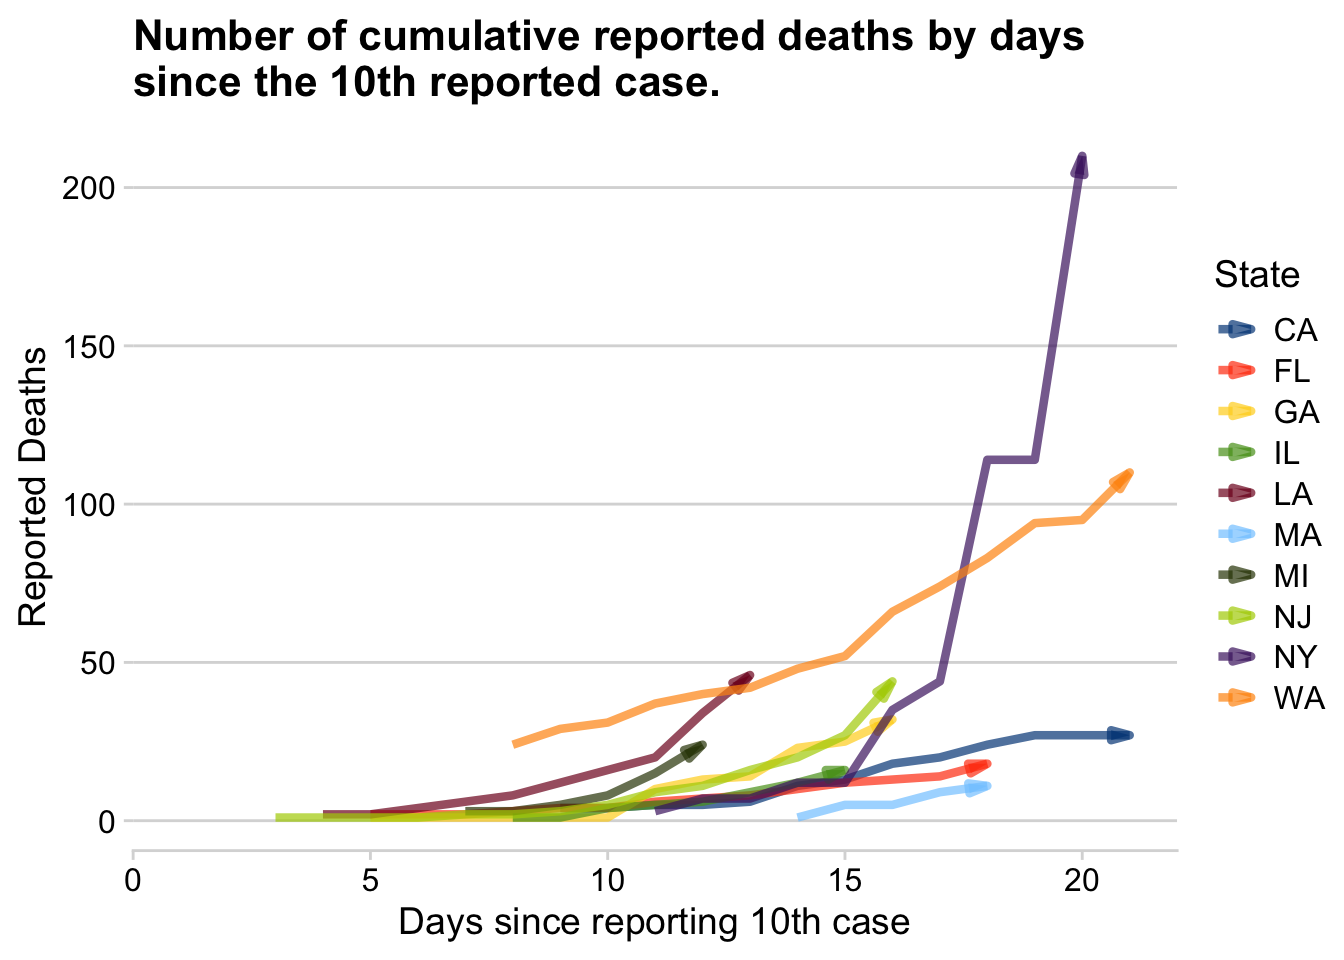 Number of cumulative reported deaths by days
since the 10th reported case.
200
150
100
50
0
Reported Deaths
0 5 10 15 20
Days since reporting 10th case
State
CA
FL
GA
IL
LA
MA
MI
NJ
NY
WA